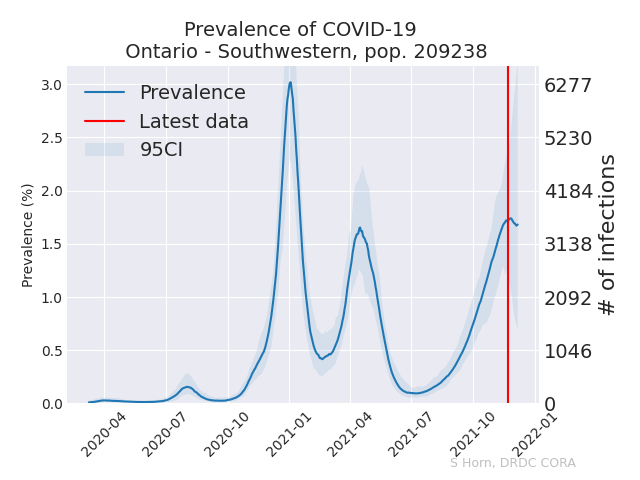 Prevalence of COVID-19
Ontario - Southwestern, pop. 209238
Prevalence
Latest data
95CI
Prevalence (%)
3.0
2.5
2.0
1.5
1.0
0.5
0.0
6277
5230
4184
3138
2092
1046
0
# of infections
2020-04
2020-07
2020-10
2021-01
2021-04
2021-07
2021-10
2022-01
S Horn, DRDC CORA